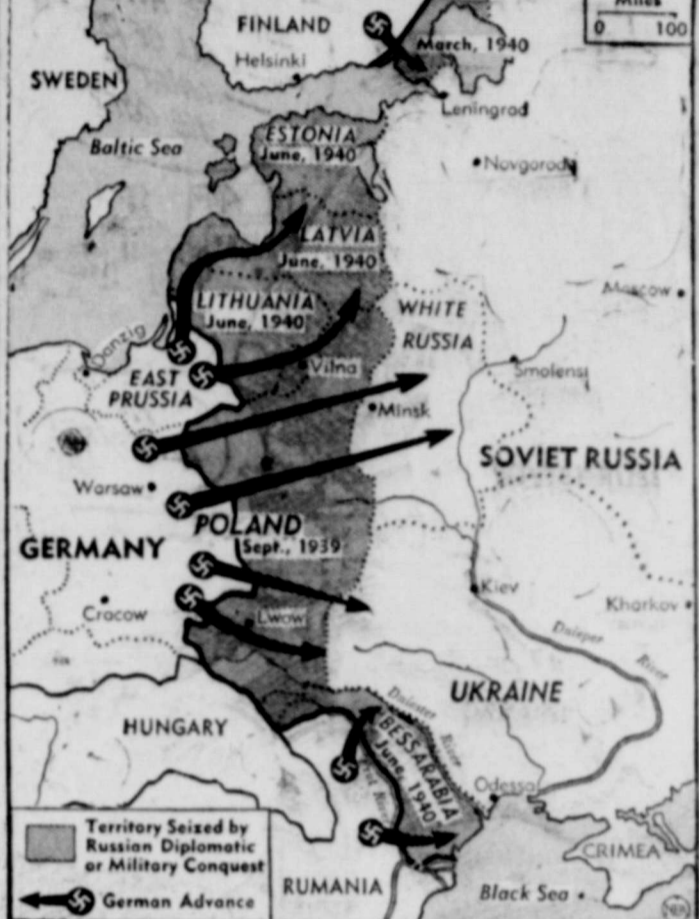 Miles
0 100
FINLAND
March, 1940
Helsinki
SWEDEN
Leningrad
Baltic Sea
ESTONIA
June, 1940
Novgorod
LATVIA
June, 1940
Moscow
LITHUANIA
June, 1940
WHITE
RUSSIA
Danzig
Vilna
Smolensk
EAST
PRUSSIA
Minsk
SOVIET RUSSIA
Warsaw
POLAND
Sept., 1939
GERMANY
Kiev
Cracow
Kharkov
Lwow
Dnieper River
UKRAINE
Dniester River
HUNGARY
BESSARABIA
June, 1940
Odessa
Territory Seized by
Russian Diplomatic
or Military Conquest
CRIMEA
German Advance
RUMANIA
Black Sea
NEA